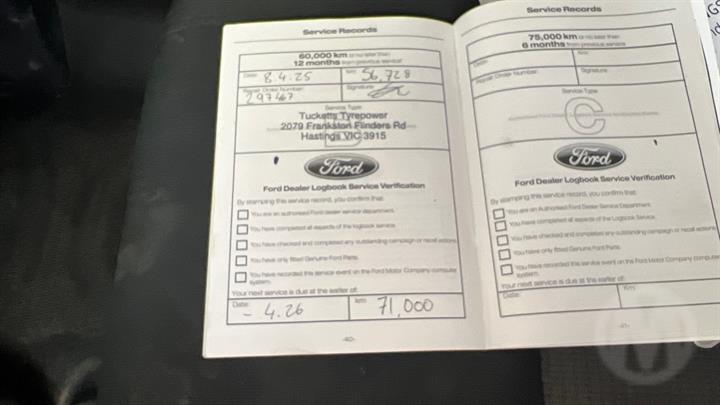 Service Records
60,000 km or no later than
12 months from previous service
Date: 8.4.25
km: 56,728
Repair Order Number: 297467
Signature:
Service Type
Tucketts Tyrepower
2079 Frankston Flinders Rd
Hastings VIC 3915
Ford
Ford Dealer Logbook Service Verification
By stamping this service record, you confirm that:
You are an authorised Ford dealer service department.
You have completed all aspects of the logbook service.
You have checked and completed any outstanding campaign or recall actions
You have only fitted Genuine Ford Parts.
You have recorded this service event on the Ford Motor Company computer
system.
Your next service is due at the earlier of:
Date: - 4.26
km: 71,000
-40-
Service Records
75,000 km or no later than
6 months from previous service
Date:
Km:
Repair Order Number:
Signature:
Service Type
C
Ford
Ford Dealer Logbook Service Verification
By stamping this service record, you confirm that:
You are an Authorised Ford Dealer Service Department.
You have completed all aspects of the Logbook Service.
You have checked and completed any outstanding campaign or recall actions
You have only fitted Genuine Ford Parts.
You have recorded this service event on the Ford Motor Company computer
system.
Your next service is due at the earlier of:
Date:
Km:
-41-